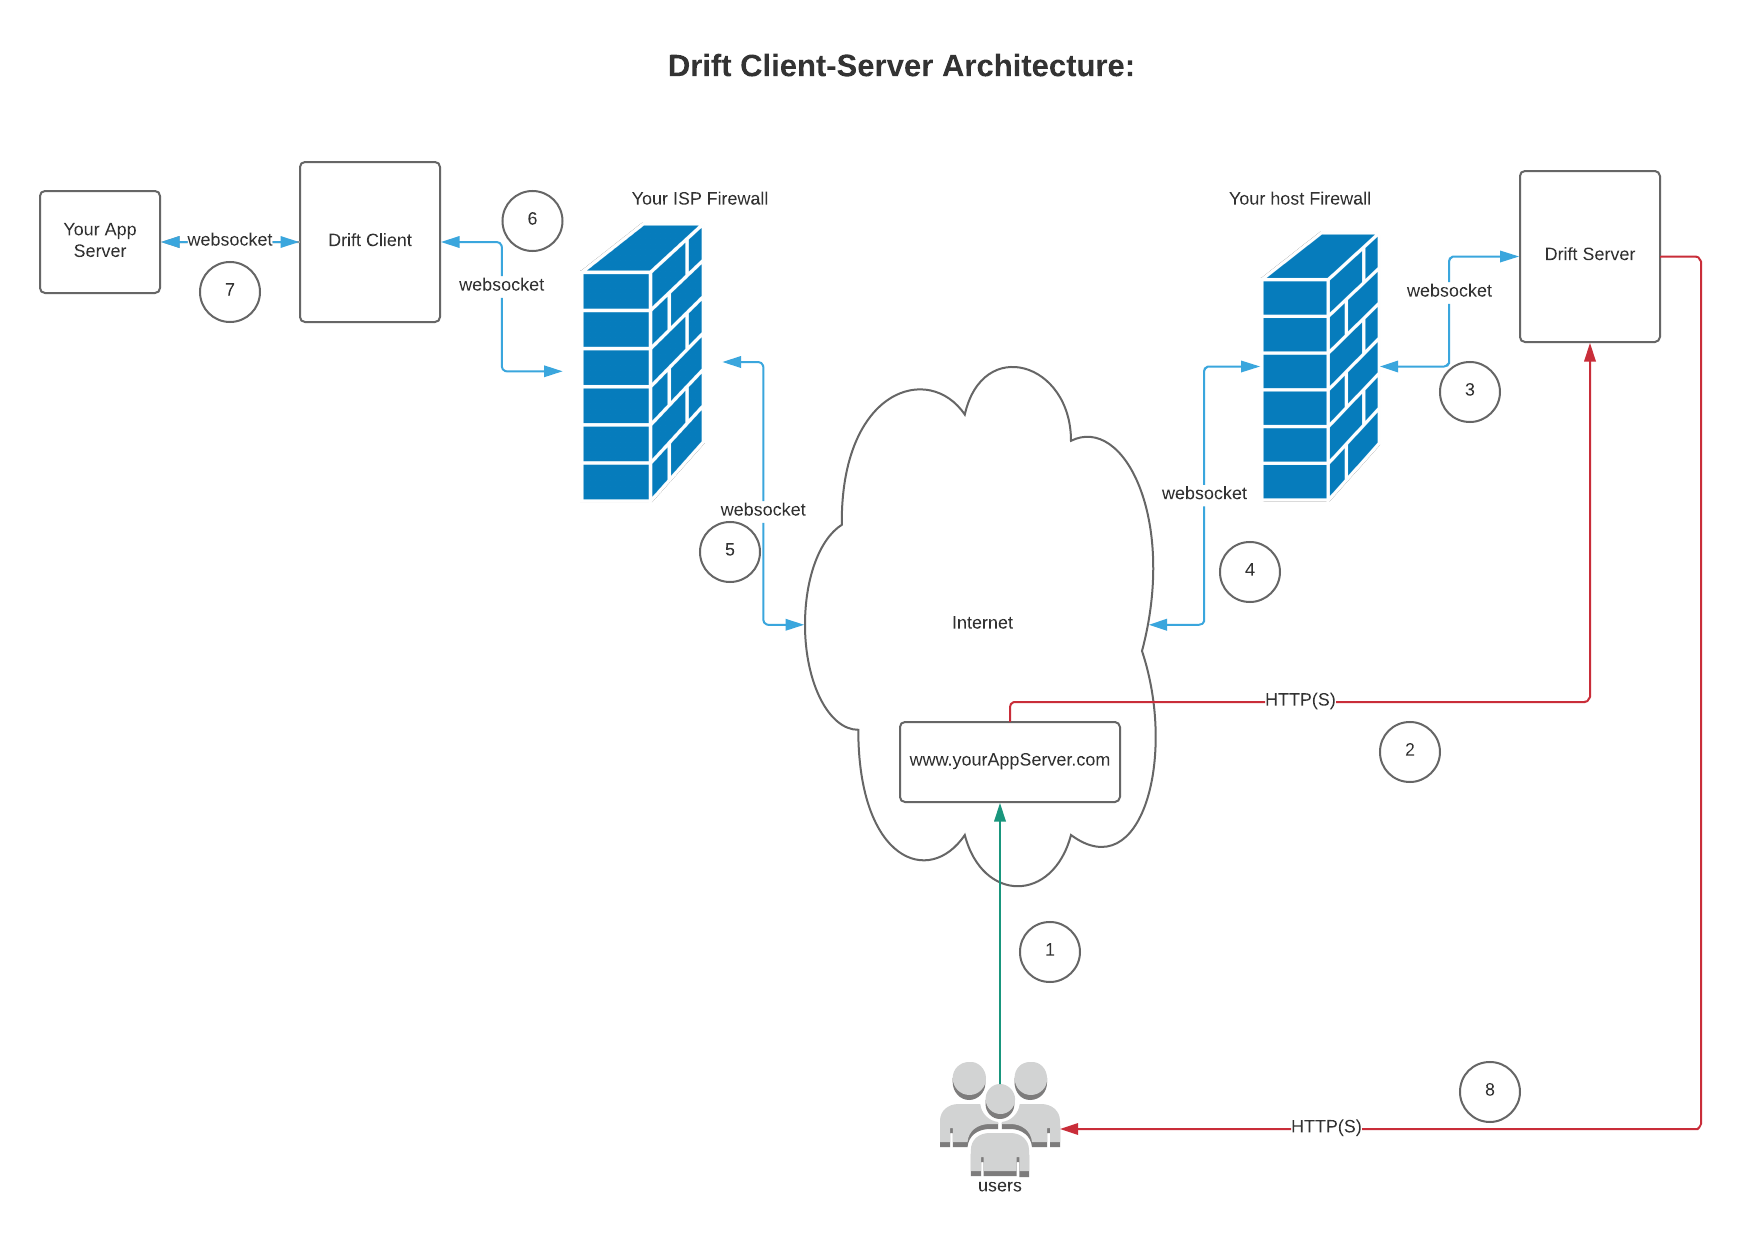 Drift Client-Server Architecture:
Your App
Server
websocket
7
Drift Client
6
websocket
Your ISP Firewall
websocket
5
Internet
www.yourAppServer.com
Your host Firewall
websocket
4
websocket
3
Drift Server
HTTP(S)
2
1
users
HTTP(S)
8